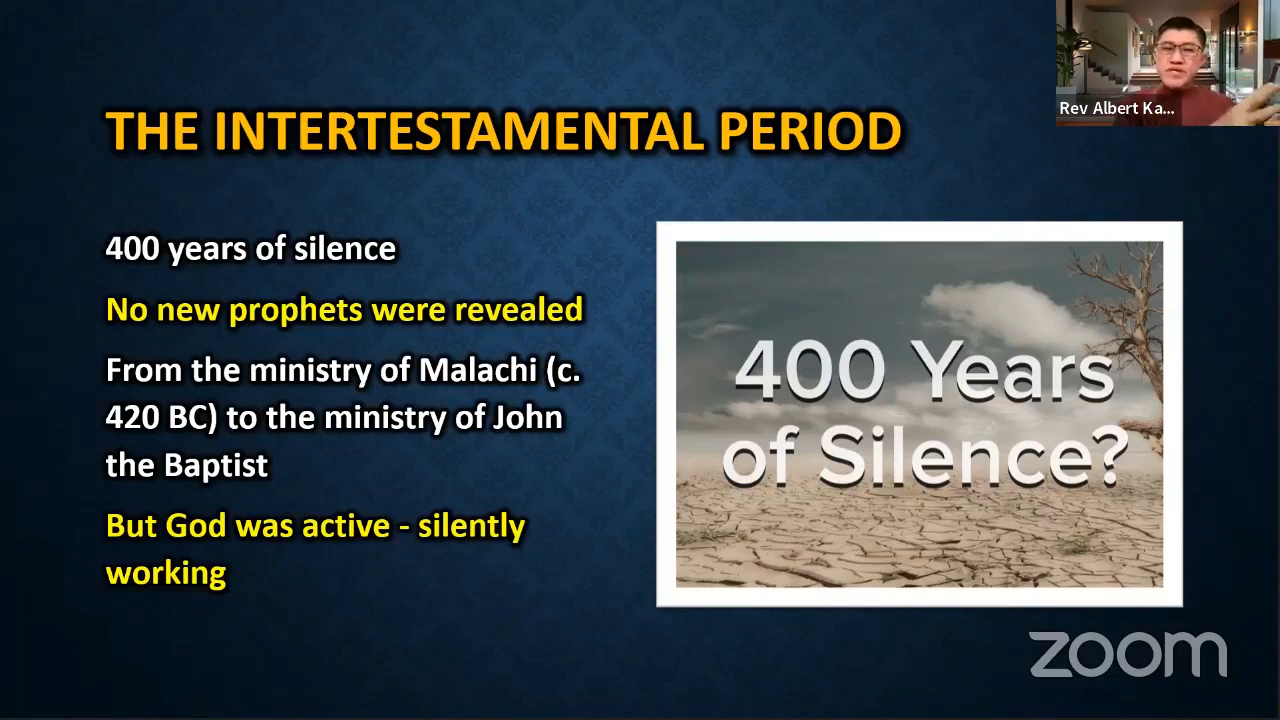 Rev Albert Ka...
THE INTERTESTAMENTAL PERIOD
400 years of silence
No new prophets were revealed
From the ministry of Malachi (c.
420 BC) to the ministry of John
the Baptist
But God was active - silently
working
400 Years
of Silence?
zoom